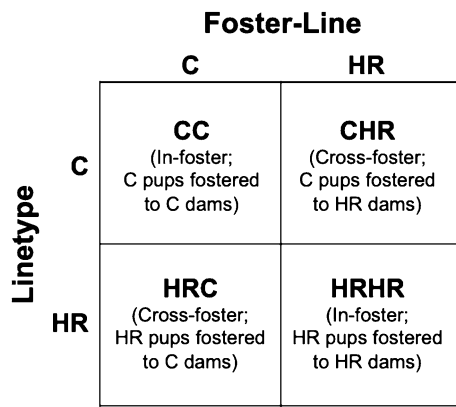 Foster-Line
C HR
Linetype
C
CC
(In-foster;
C pups fostered
to C dams)
CHR
(Cross-foster;
C pups fostered
to HR dams)
HR
HRC
(Cross-foster;
HR pups fostered
to C dams)
HRHR
(In-foster;
HR pups fostered
to HR dams)